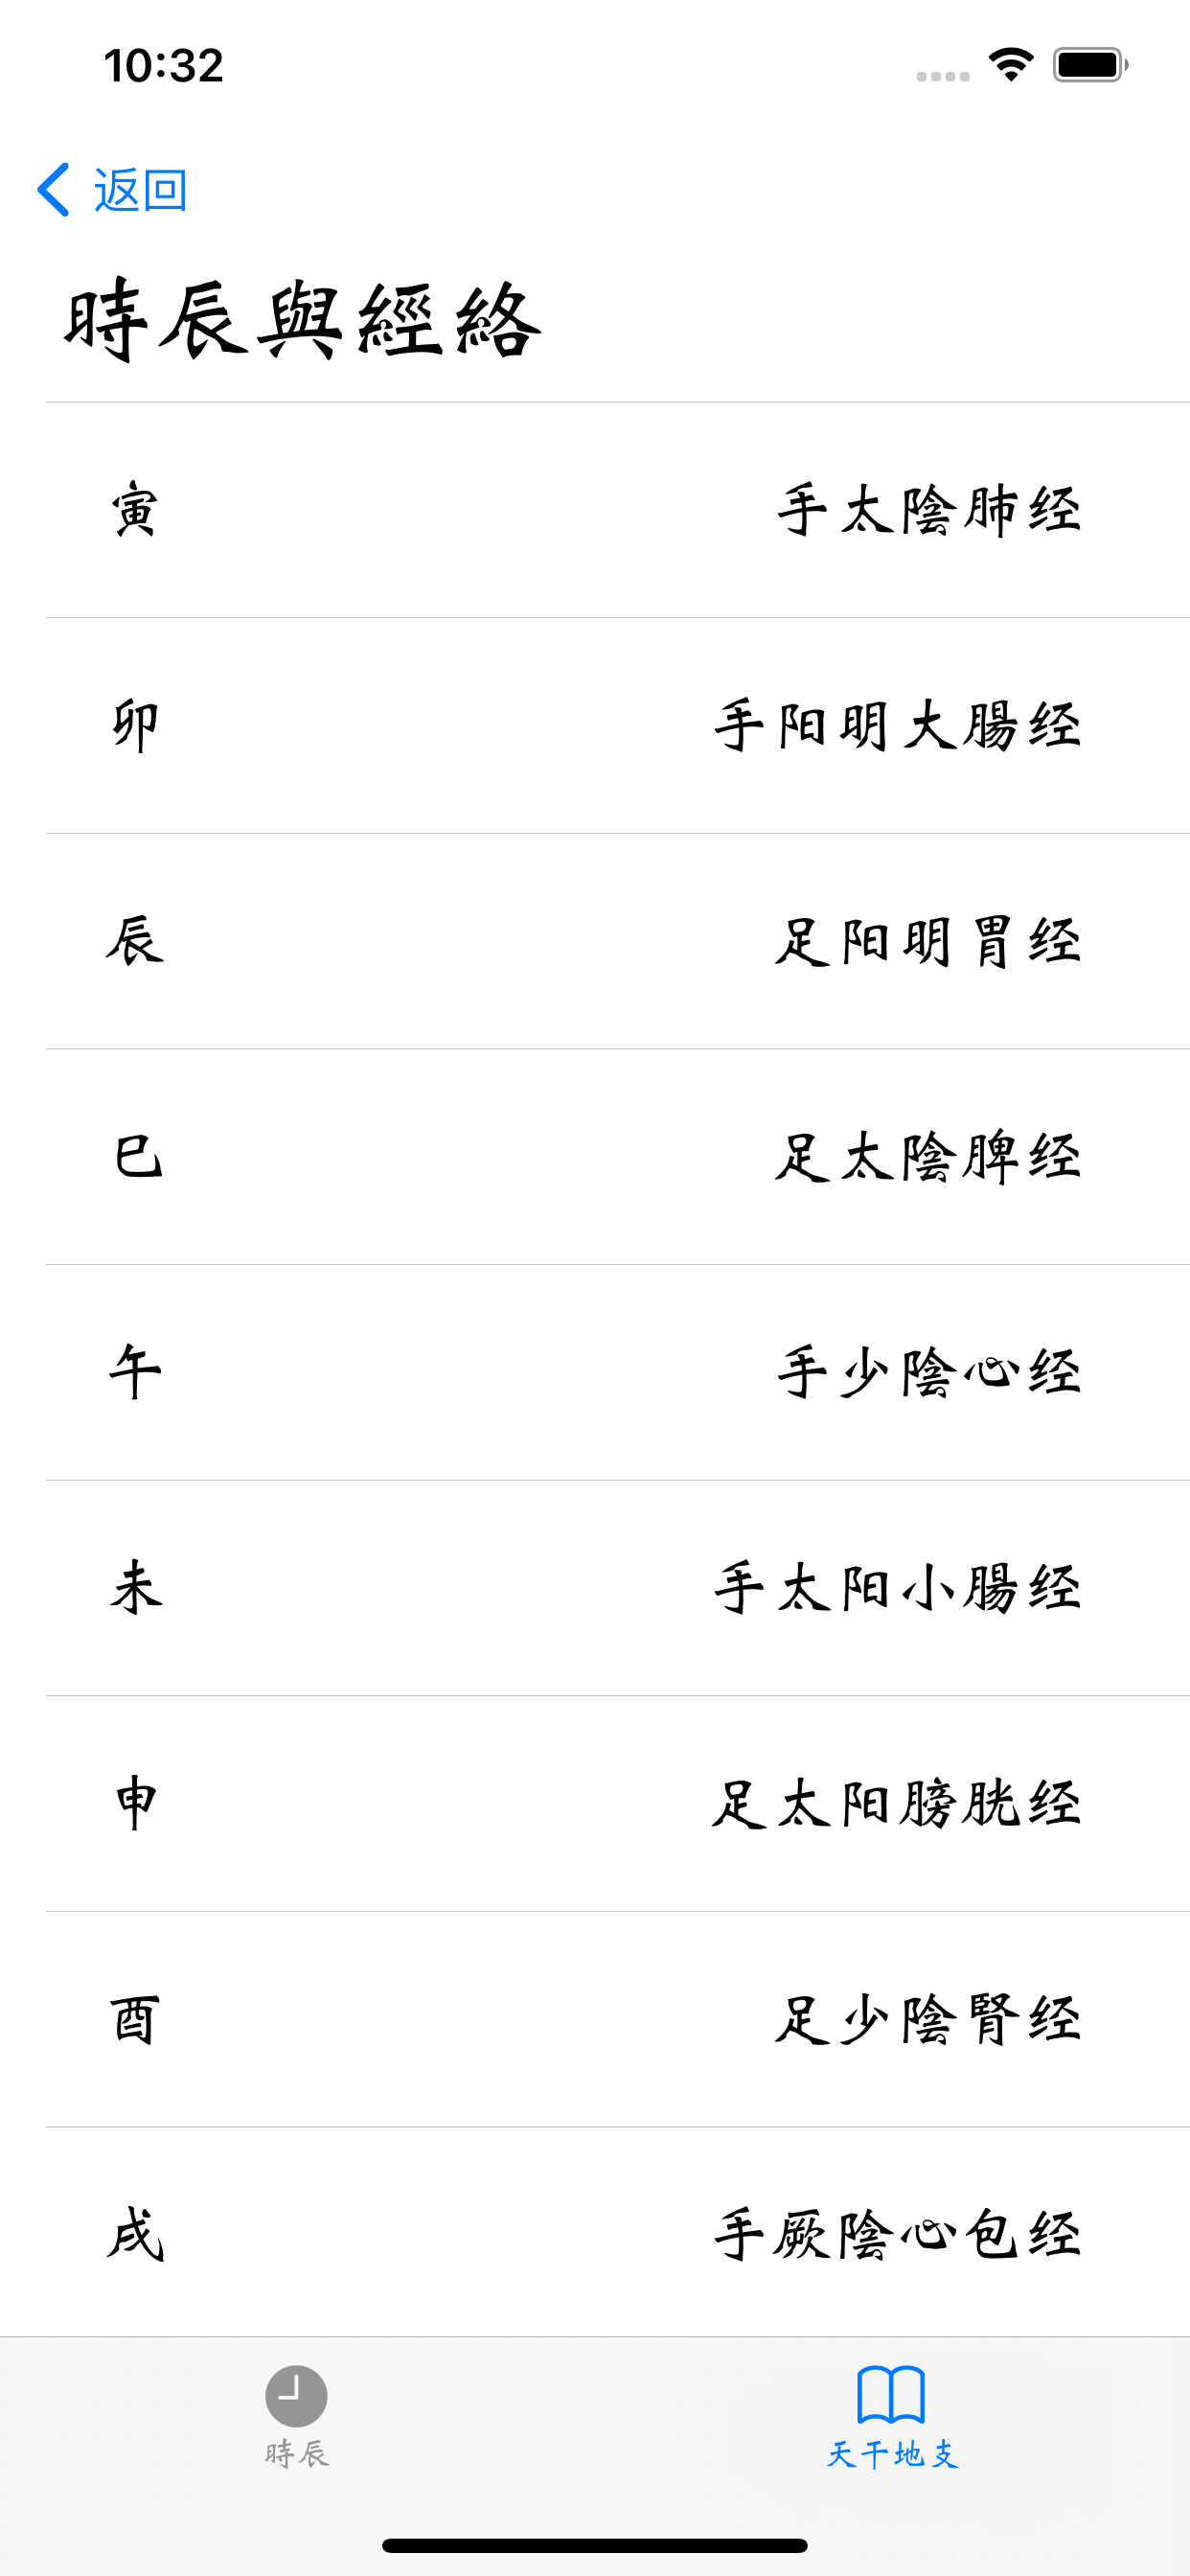 10:32
返回
時辰與經絡
寅 手太陰肺经
卯 手阳明大腸经
辰 足阳明胃经
巳 足太陰脾经
午 手少陰心经
未 手太阳小腸经
申 足太阳膀胱经
酉 足少陰腎经
戌 手厥陰心包经
時辰 天干地支